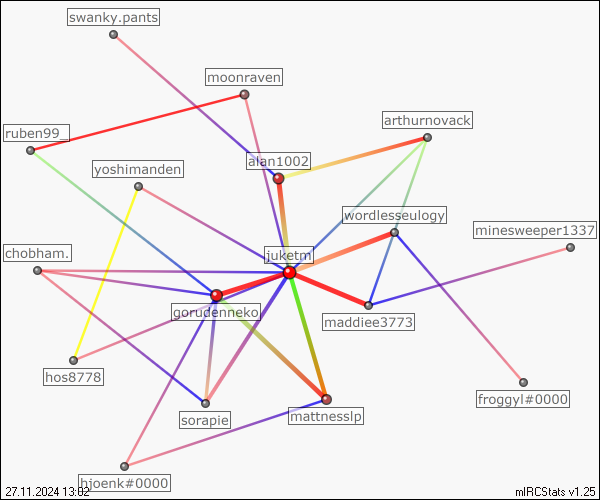 swanky.pants
moonraven
arthurnovack
ruben99_
alan1002
yoshimanden
wordlesseulogy
minesweeper1337
chobham.
juketm
gorudenneko
maddiee3773
hos8778
froggyl#0000
sorapie
mattnesslp
hjoenk#0000
27.11.2024 13:02
mIRCStats v1.25